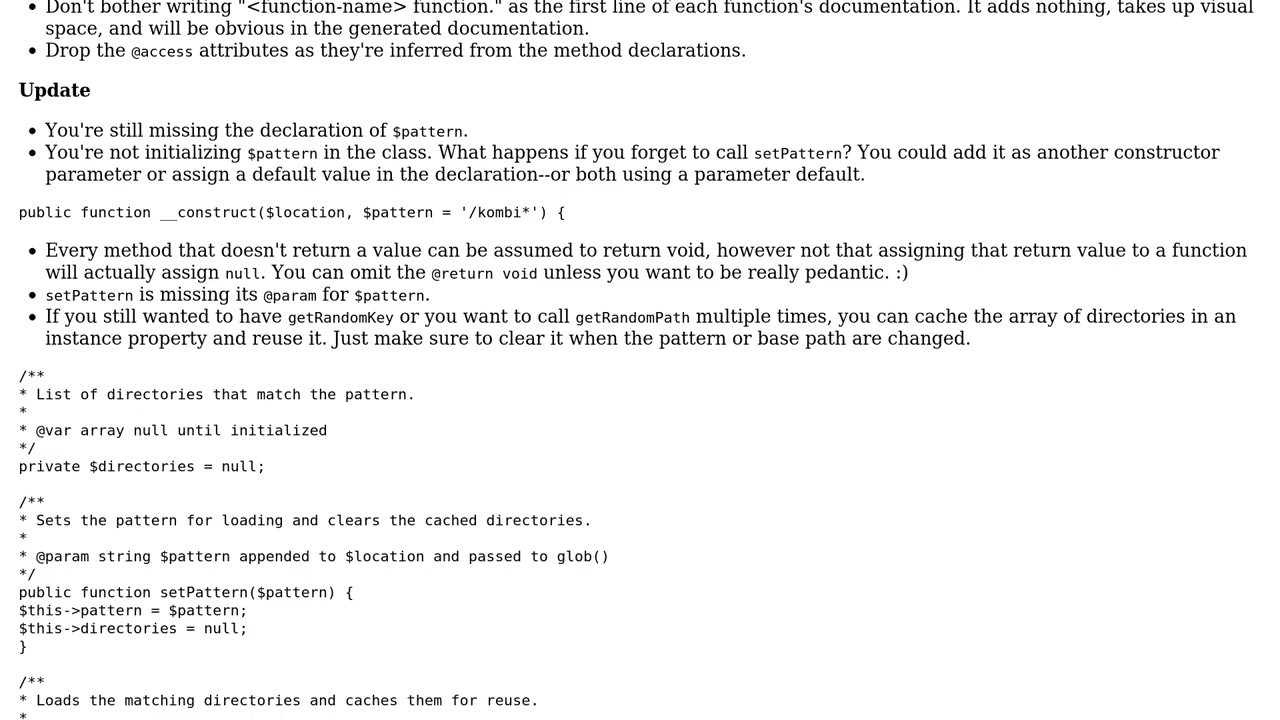 • Don't bother writing "<function-name> function." as the first line of each function's documentation. It adds nothing, takes up visual
space, and will be obvious in the generated documentation.
• Drop the @access attributes as they're inferred from the method declarations.
Update
• You're still missing the declaration of $pattern.
• You're not initializing $pattern in the class. What happens if you forget to call setPattern? You could add it as another constructor
parameter or assign a default value in the declaration--or both using a parameter default.
public function __construct($location, $pattern = '/kombi*') {
• Every method that doesn't return a value can be assumed to return void, however not that assigning that return value to a function
will actually assign null. You can omit the @return void unless you want to be really pedantic. :)
• setPattern is missing its @param for $pattern.
• If you still wanted to have getRandomKey or you want to call getRandomPath multiple times, you can cache the array of directories in an
instance property and reuse it. Just make sure to clear it when the pattern or base path are changed.
/**
* List of directories that match the pattern.
*
* @var array null until initialized
*/
private $directories = null;
/**
* Sets the pattern for loading and clears the cached directories.
*
* @param string $pattern appended to $location and passed to glob()
*/
public function setPattern($pattern) {
$this->pattern = $pattern;
$this->directories = null;
}
/**
* Loads the matching directories and caches them for reuse.
*